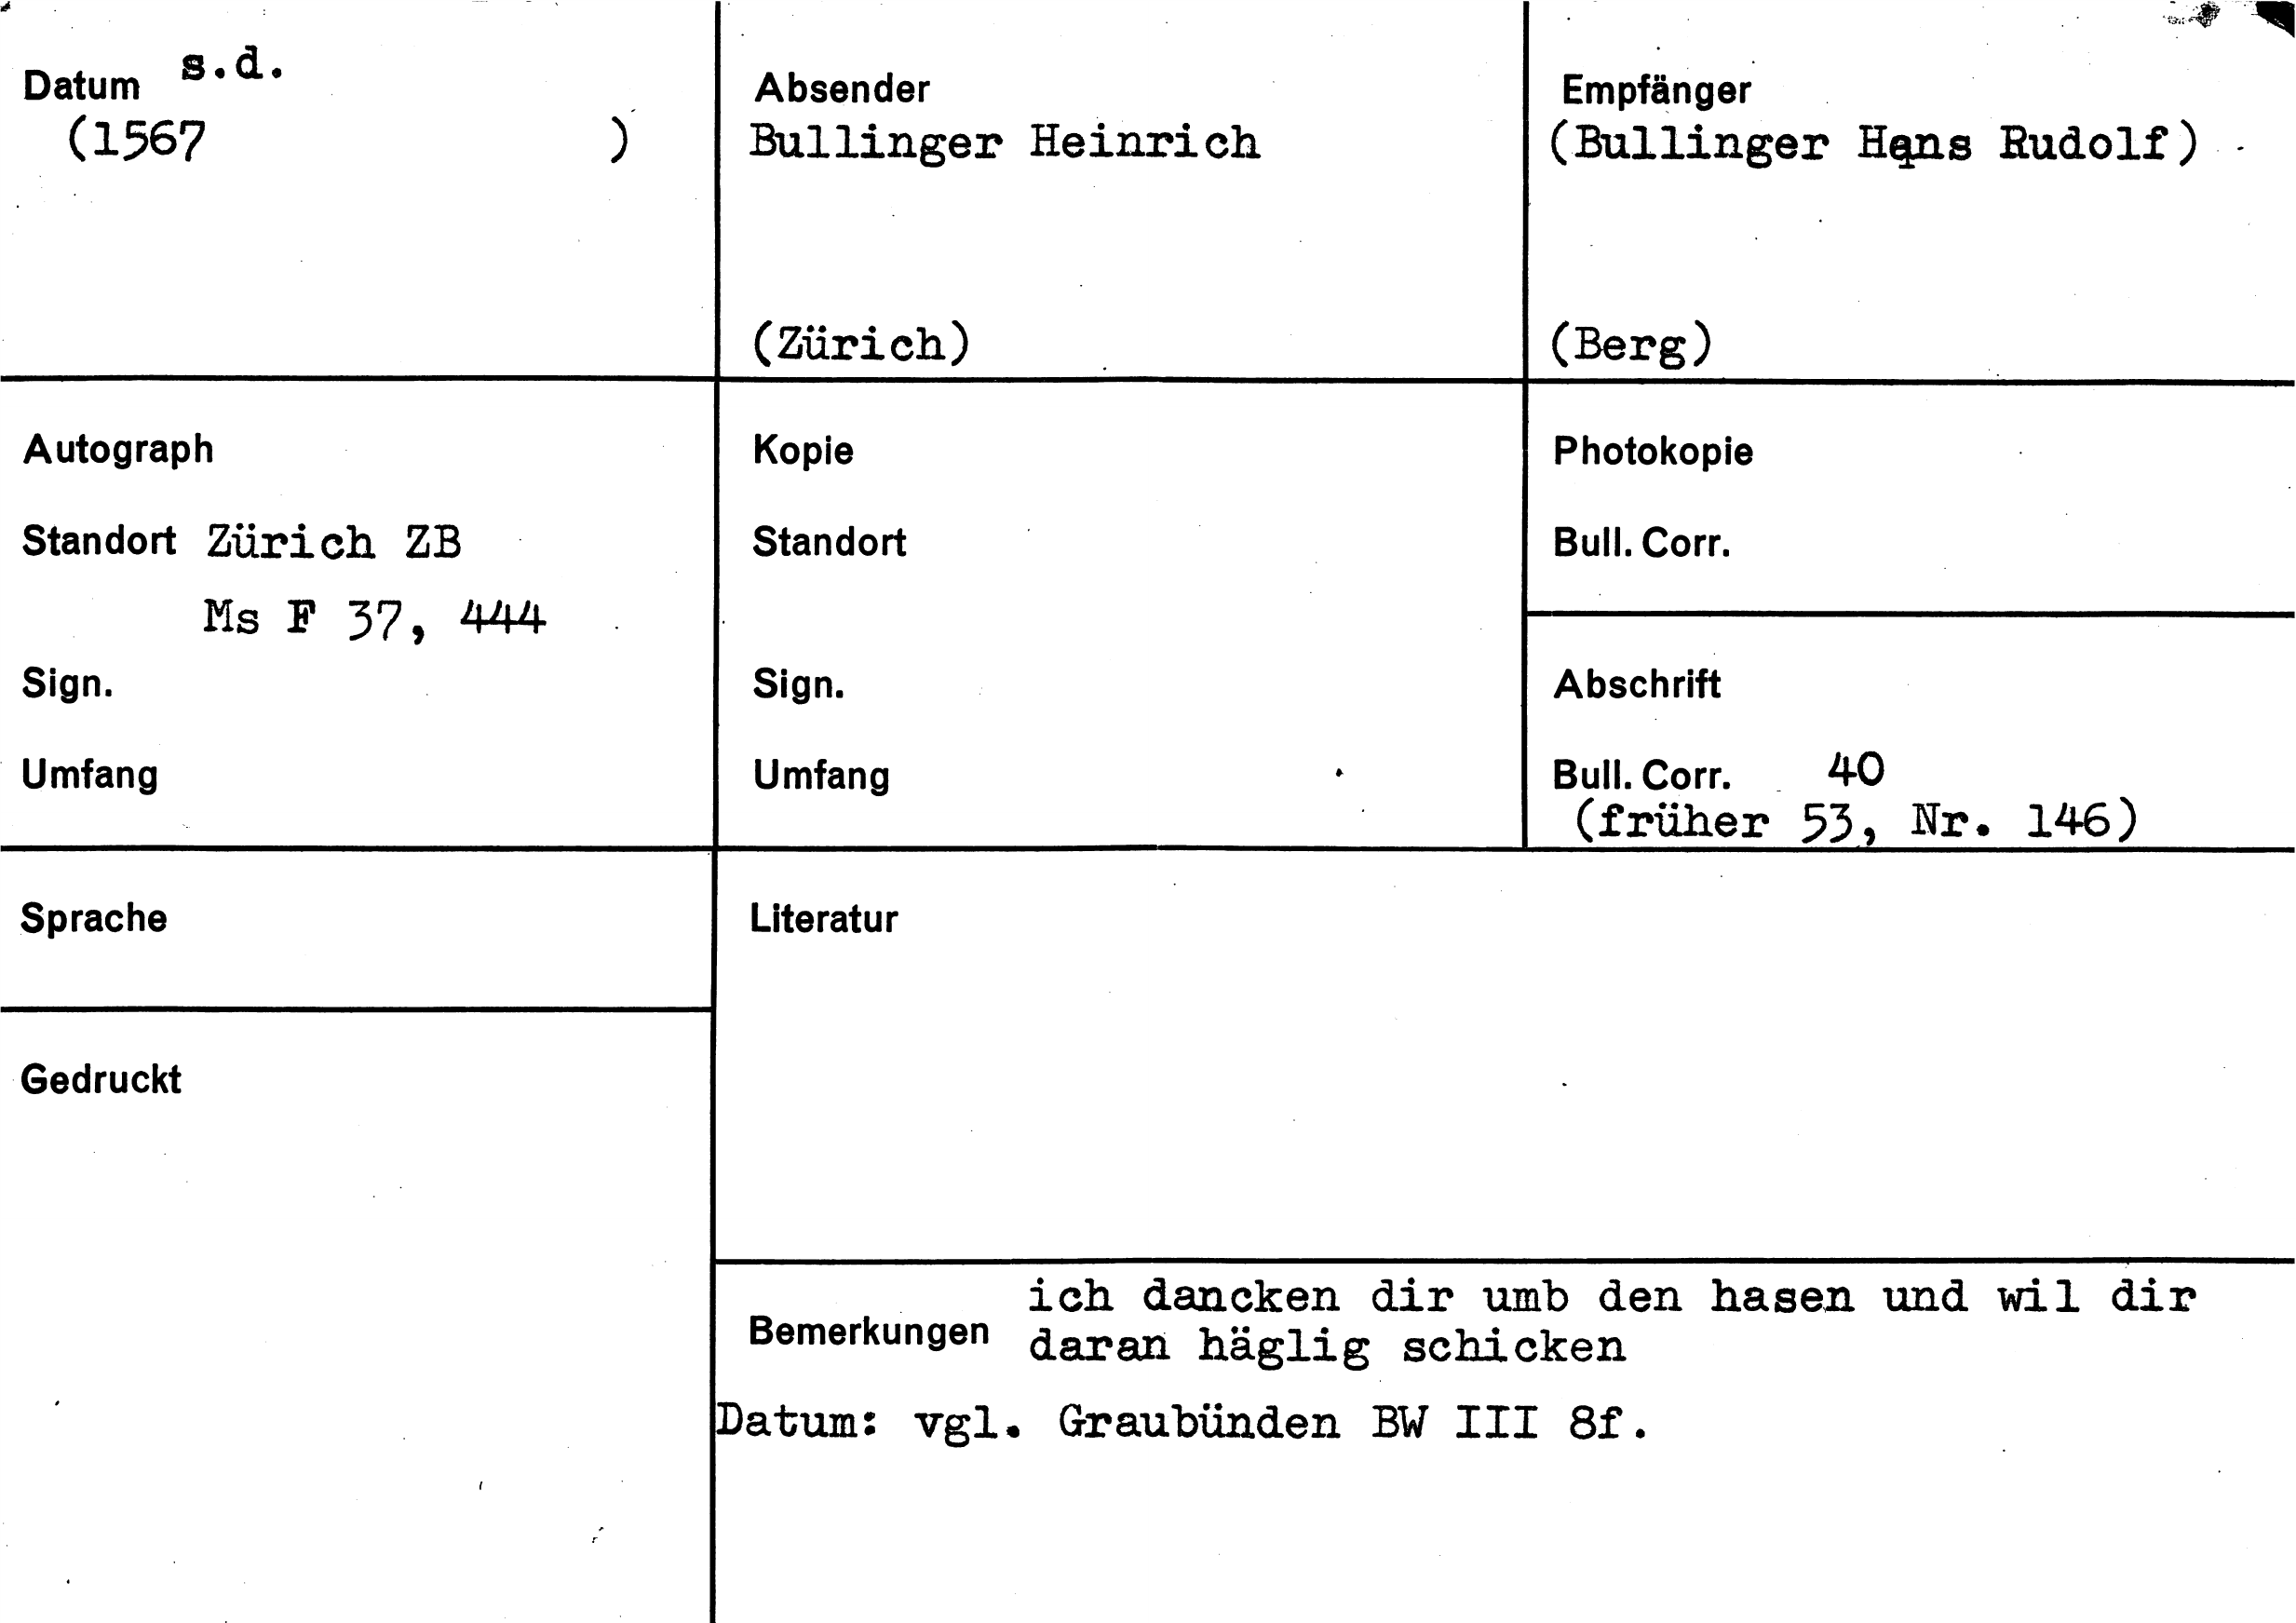 Datum s.d.
(1567 )
Absender
Bullinger Heinrich
(Zürich)
Empfänger
(Bullinger Hans Rudolf)
(Berg)
Autograph
Standort Zürich ZB
Ms F 37, 444
Sign.
Umfang
Kopie
Standort
Sign.
Umfang
Photokopie
Bull. Corr.
Abschrift
Bull. Corr. 40
(früher 53, Nr. 146)
Sprache
Gedruckt
Literatur
Bemerkungen ich dancken dir umb den hasen und wil dir
daran häglig schicken
Datum: vgl. Graubünden BW III 8f.